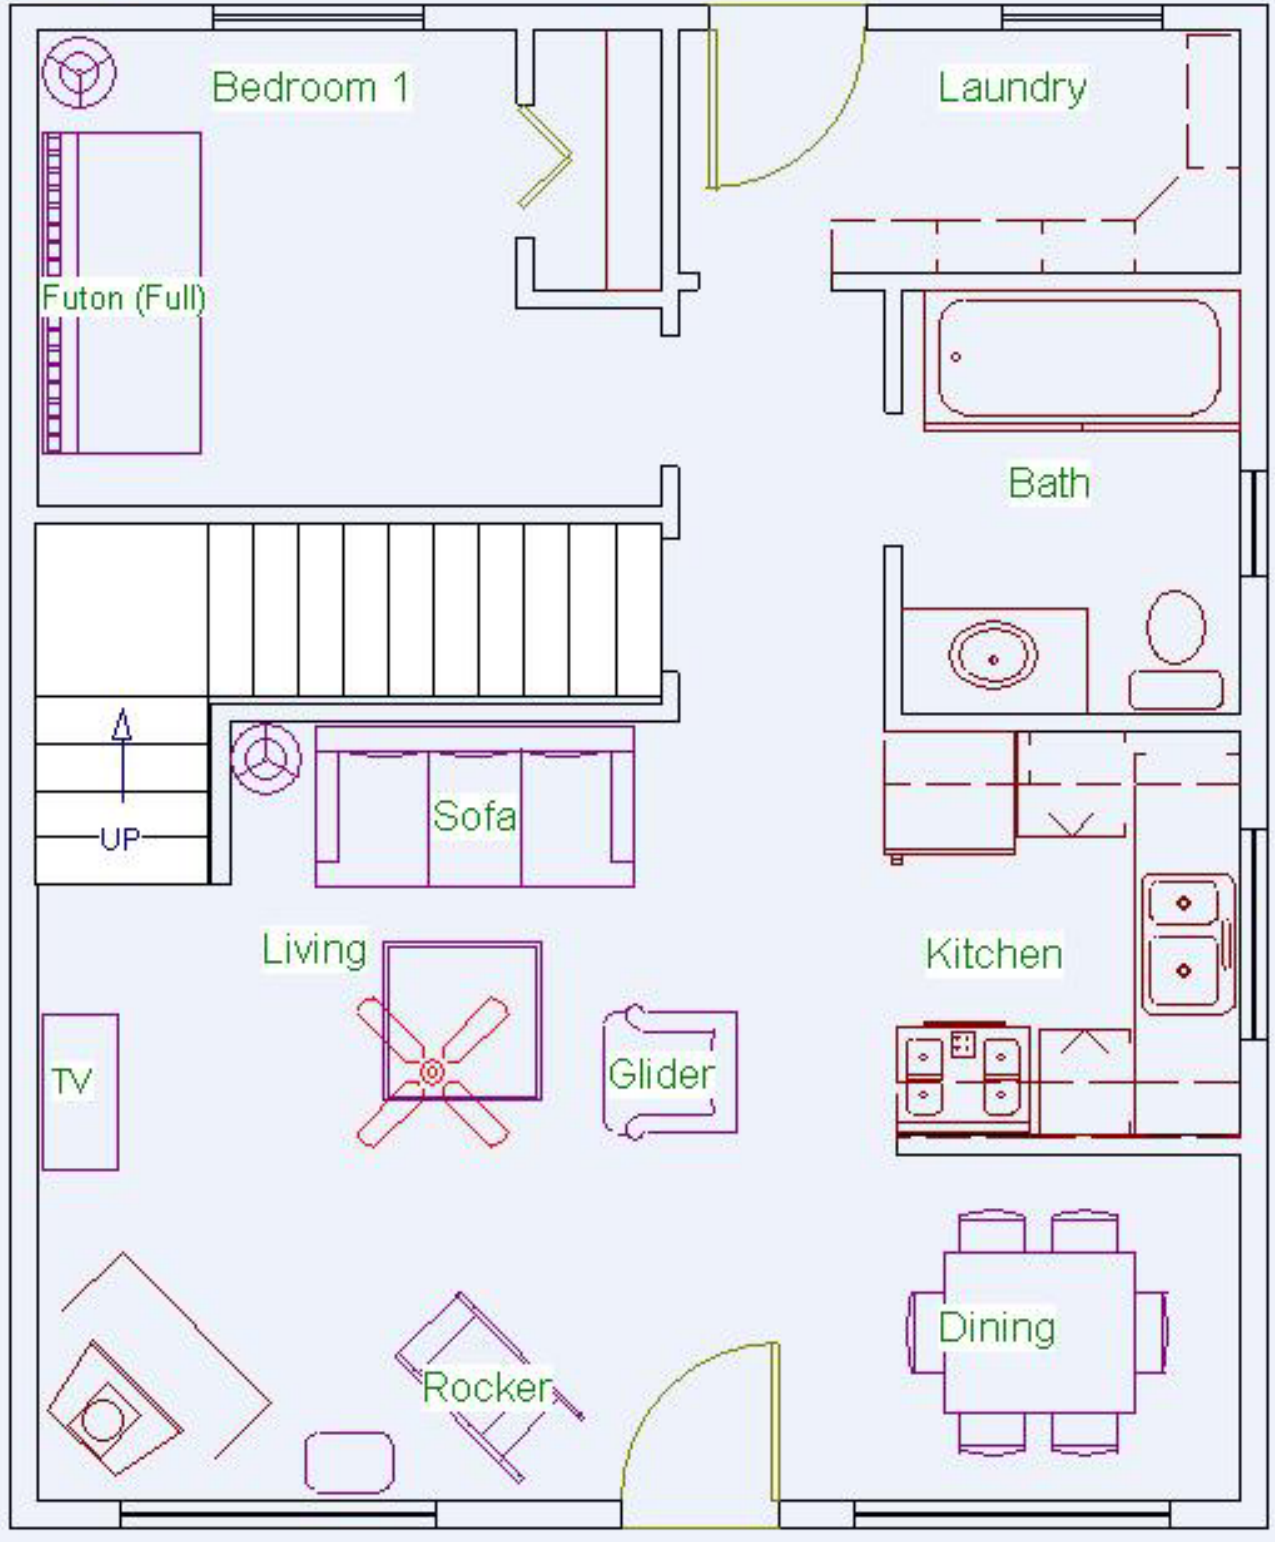 Bedroom 1
Laundry
Futon (Full)
Bath
UP
Sofa
Living
Kitchen
TV
Glider
Dining
Rocker